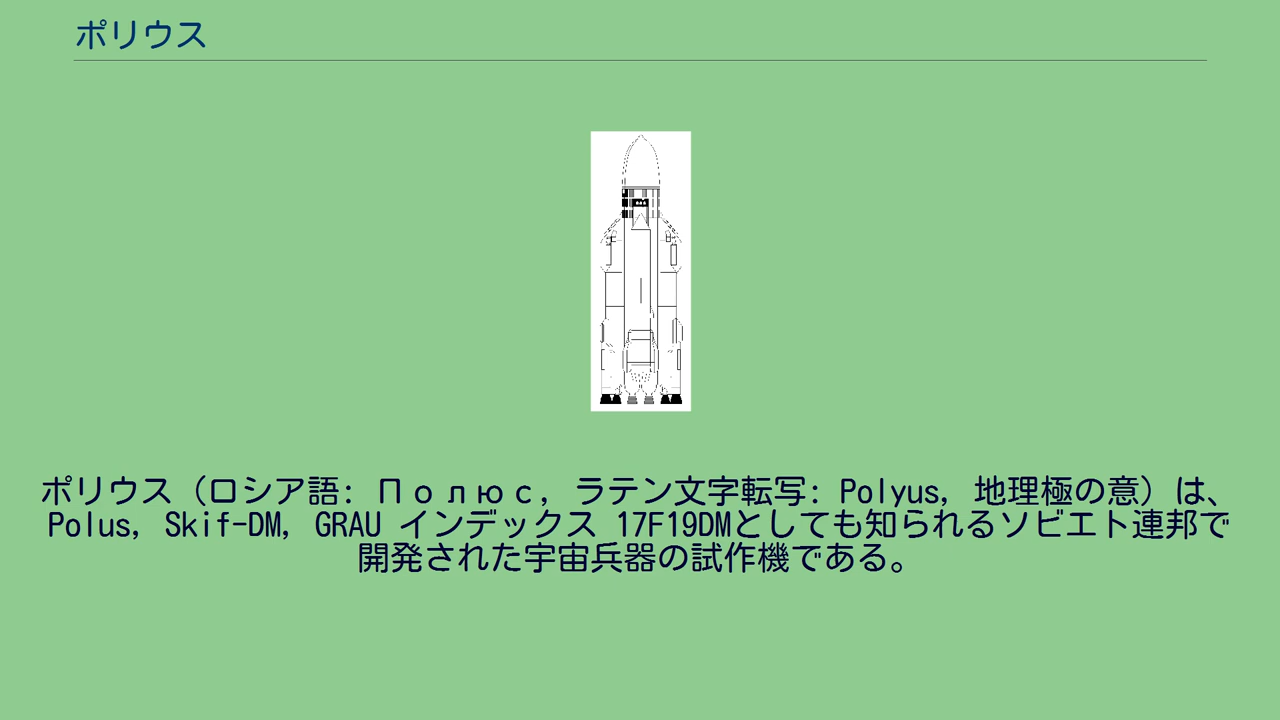 ポリウス
ポリウス（ロシア語: Полюс, ラテン文字転写: Polyus, 地理極の意）は、
Polus, Skif-DM, GRAU インデックス 17F19DMとしても知られるソビエト連邦で
開発された宇宙兵器の試作機である。